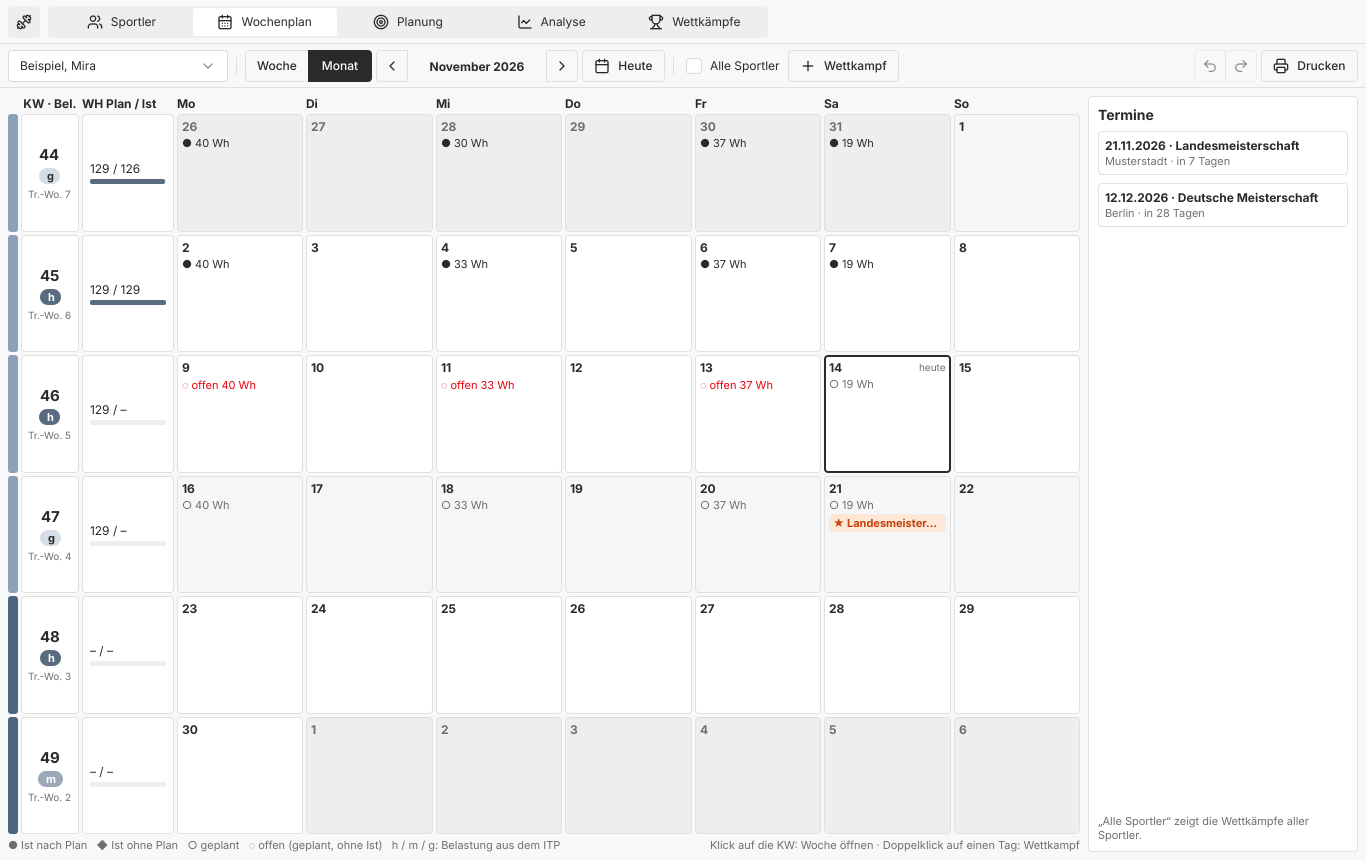 Sportler Wochenplan Planung Analyse Wettkämpfe
Beispiel, Mira Woche Monat November 2026 Heute Alle Sportler Wettkampf Drucken
KW · Bel. WH Plan / Ist Mo Di Mi Do Fr Sa So
44
g
Tr.-Wo. 7
129 / 126
26
40 Wh
27
28
30 Wh
29
30
37 Wh
31
19 Wh
1
45
h
Tr.-Wo. 6
129 / 129
2
40 Wh
3
4
33 Wh
5
6
37 Wh
7
19 Wh
8
46
h
Tr.-Wo. 5
129 / –
9
offen 40 Wh
10
11
offen 33 Wh
12
13
offen 37 Wh
14 heute
19 Wh
15
47
g
Tr.-Wo. 4
129 / –
16
40 Wh
17
18
33 Wh
19
20
37 Wh
21
19 Wh
★ Landesmeister...
22
48
h
Tr.-Wo. 3
– / –
23
24
25
26
27
28
29
49
m
Tr.-Wo. 2
– / –
30
1
2
3
4
5
6
● Ist nach Plan ◆ Ist ohne Plan ○ geplant ○ offen (geplant, ohne Ist) h / m / g: Belastung aus dem ITP
Klick auf die KW: Woche öffnen · Doppelklick auf einen Tag: Wettkampf
Termine
21.11.2026 · Landesmeisterschaft
Musterstadt · in 7 Tagen
12.12.2026 · Deutsche Meisterschaft
Berlin · in 28 Tagen
„Alle Sportler“ zeigt die Wettkämpfe aller
Sportler.